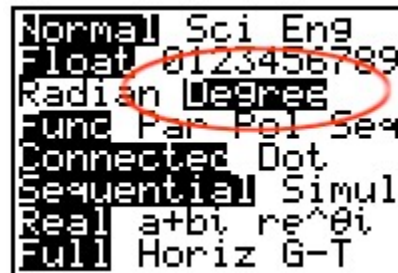 Normal Sci Eng
Float 0123456789
Radian Degree
Func Par Pol Seq
Connected Dot
Sequential Simul
Real a+bi re^θi
Full Horiz G-T